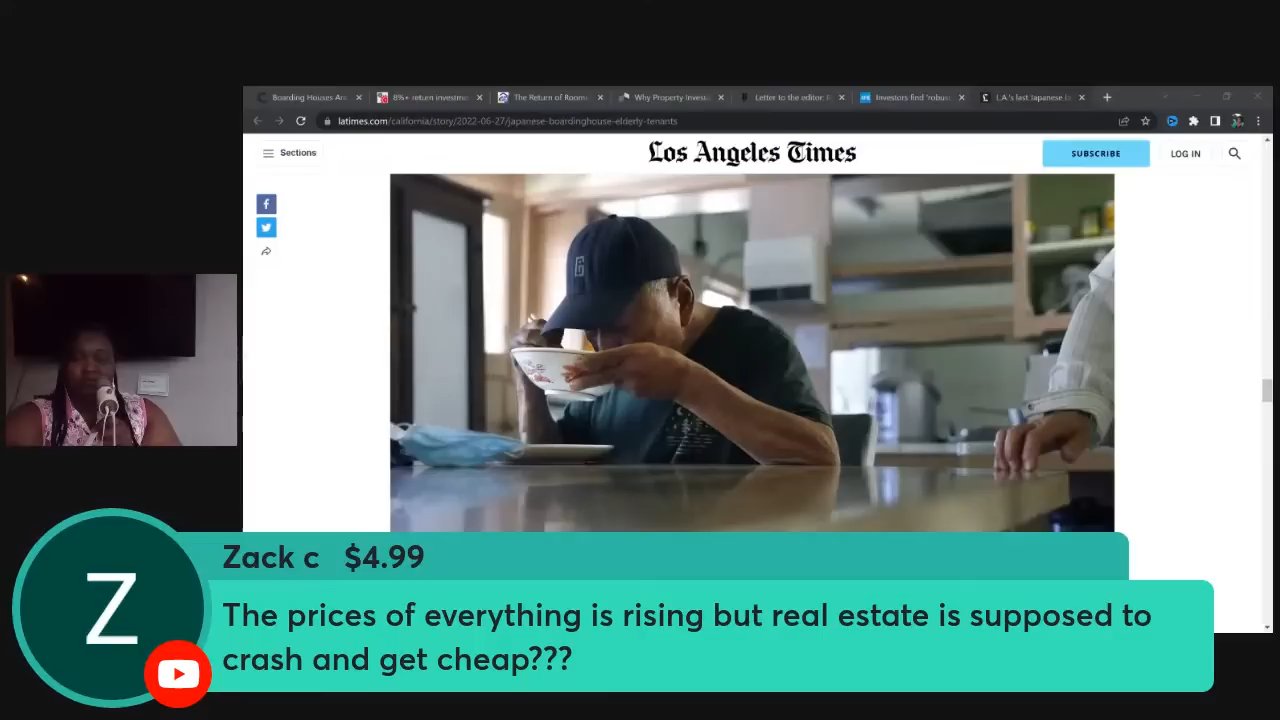 Boarding Houses Are
8%+ return investme
The Return of Roomi
Why Property Investo
Letter to the editor: R
Investors find 'robus
L.A.'s last Japanese b
latimes.com/california/story/2022-06-27/japanese-boardinghouse-elderly-tenants
Sections
Los Angeles Times
SUBSCRIBE
LOG IN
Z
Zack c $4.99
The prices of everything is rising but real estate is supposed to
crash and get cheap???